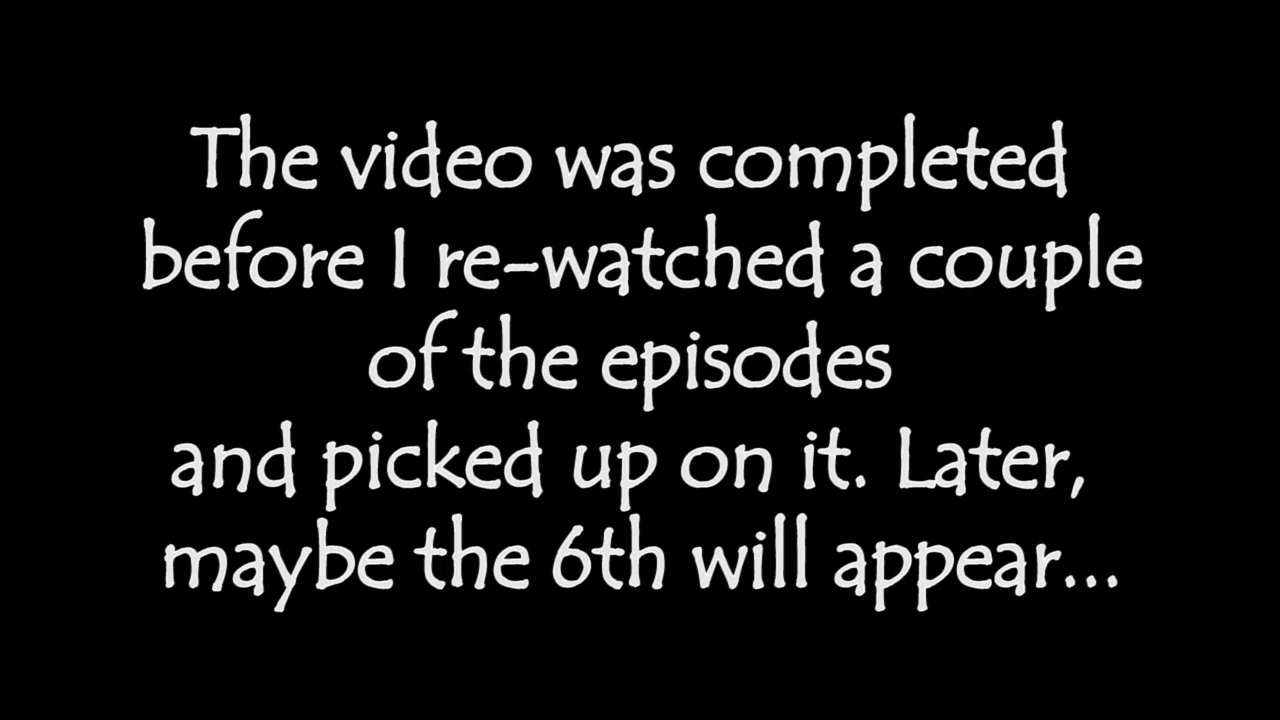 The video was completed
before I re-watched a couple
of the episodes
and picked up on it. Later,
maybe the 6th will appear...